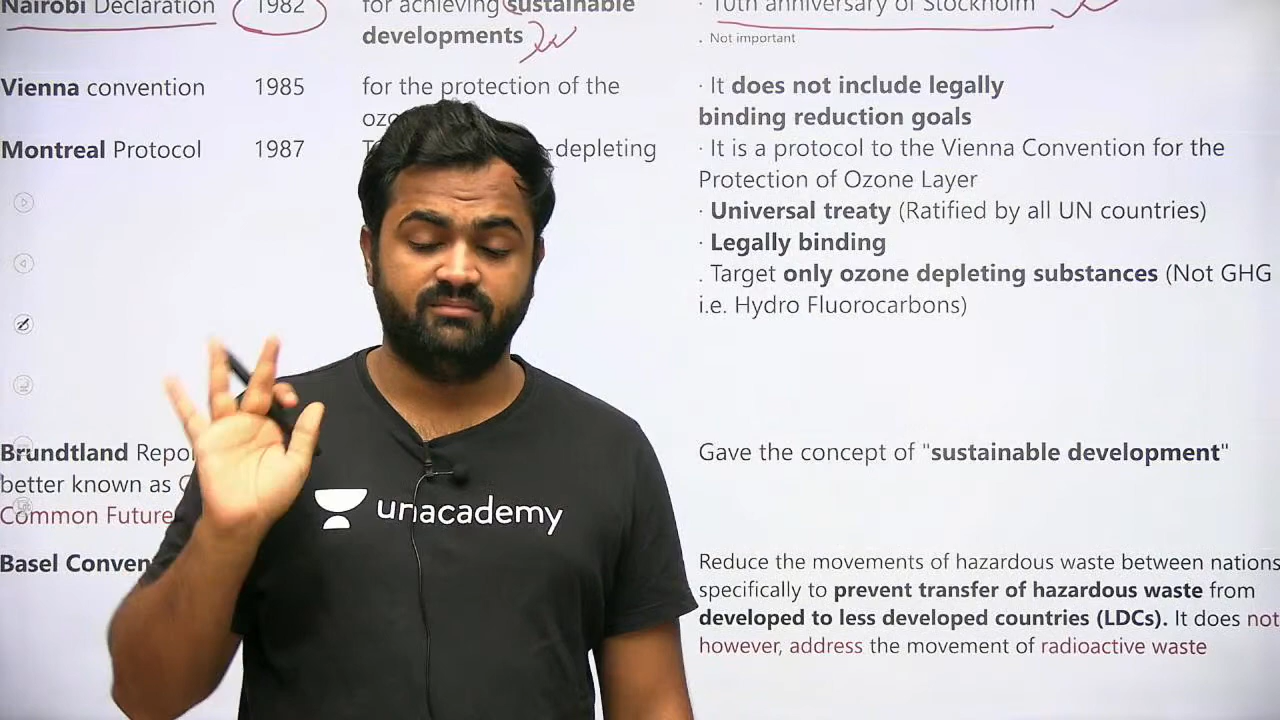 Nairobi Declaration 1982 for achieving sustainable · 10th anniversary of Stockholm
developments . Not important
Vienna convention 1985 for the protection of the · It does not include legally
binding reduction goals
Montreal Protocol 1987 -depleting · It is a protocol to the Vienna Convention for the
Protection of Ozone Layer
· Universal treaty (Ratified by all UN countries)
· Legally binding
. Target only ozone depleting substances (Not GHG
i.e. Hydro Fluorocarbons)
Brundtland Gave the concept of "sustainable development"
better known as
Common Future
unacademy
Basel Reduce the movements of hazardous waste between nations
specifically to prevent transfer of hazardous waste from
developed to less developed countries (LDCs). It does not
however, address the movement of radioactive waste